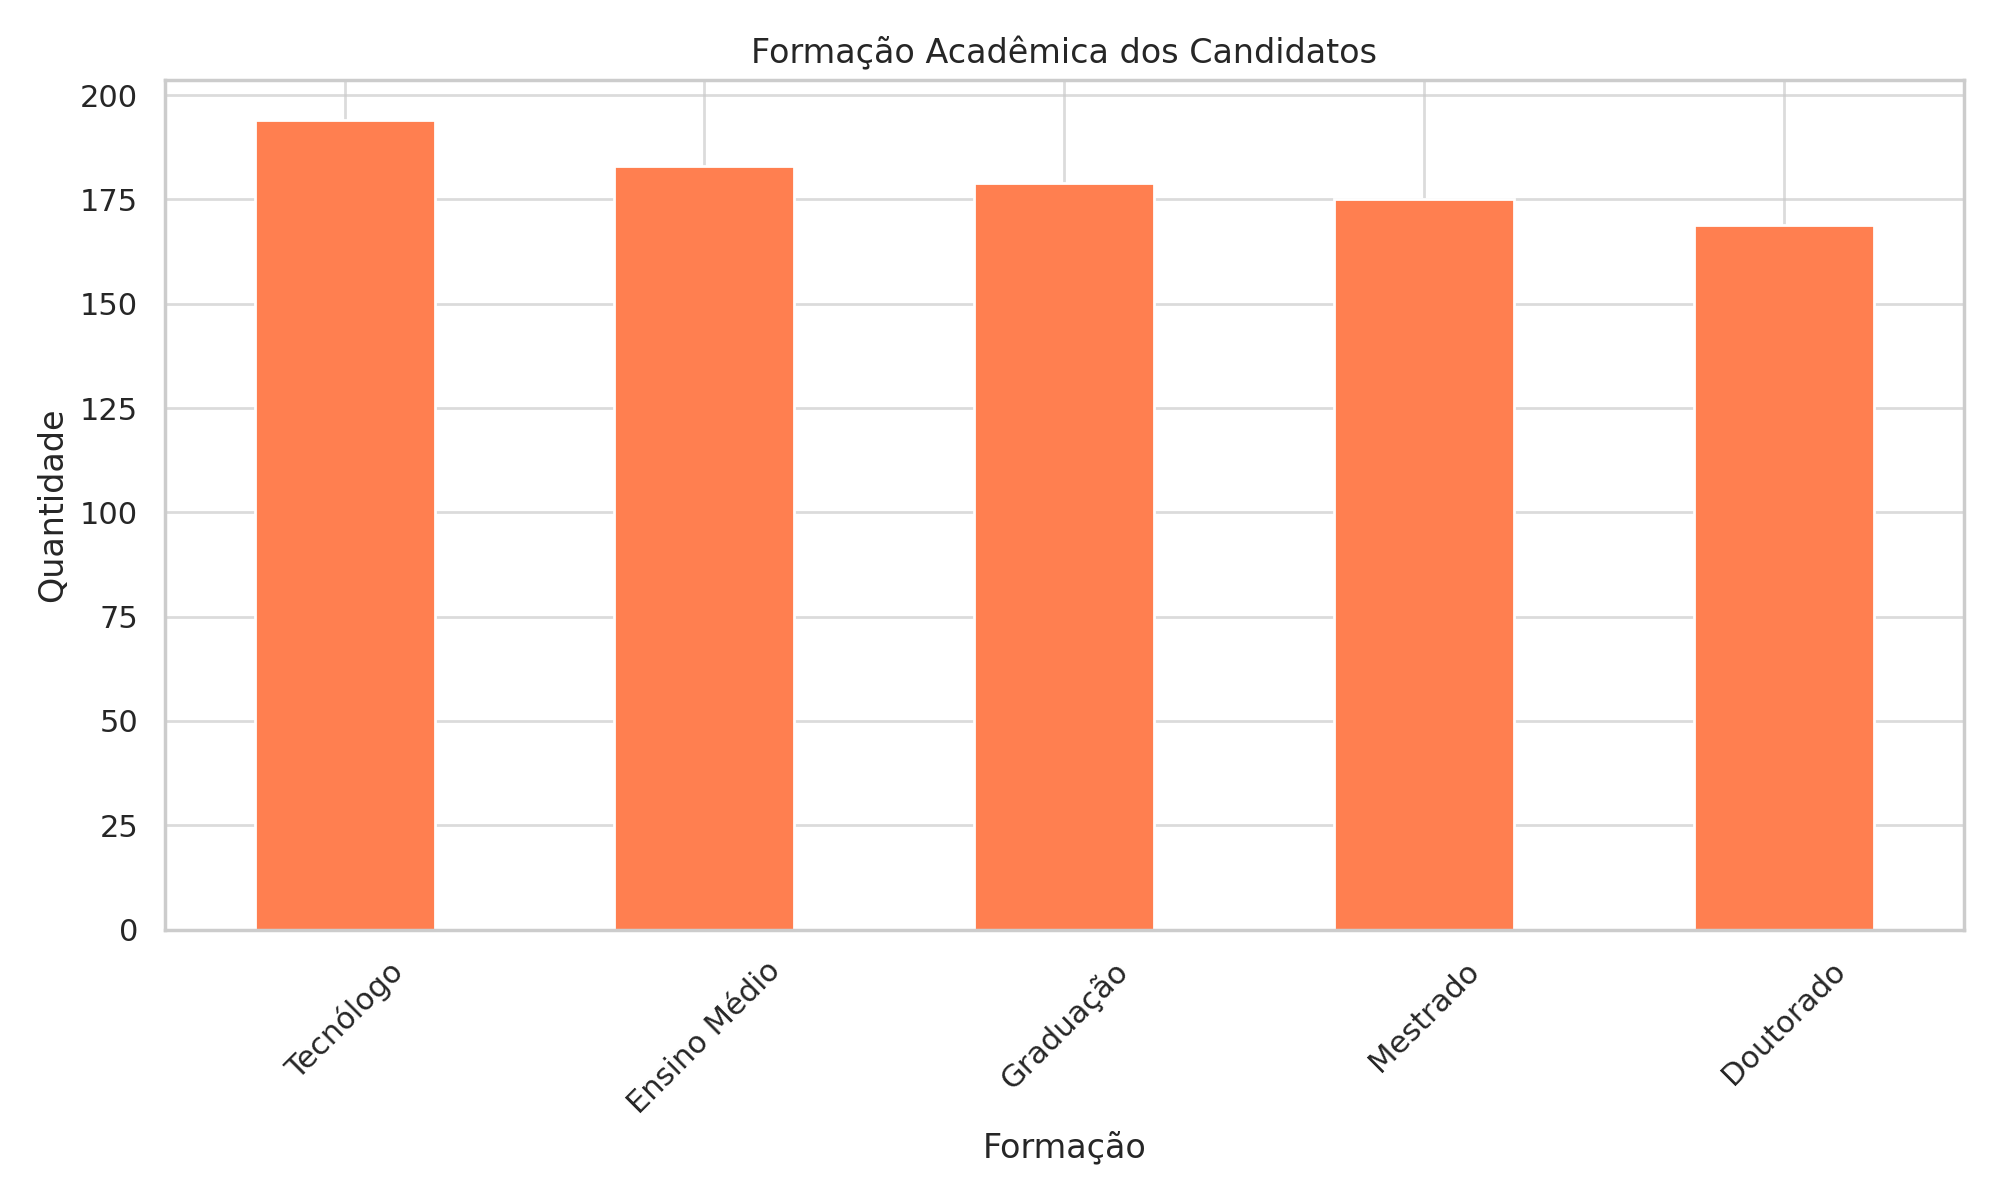 Formação Acadêmica dos Candidatos
Quantidade
200
175
150
125
100
75
50
25
0
Tecnólogo
Ensino Médio
Graduação
Mestrado
Doutorado
Formação